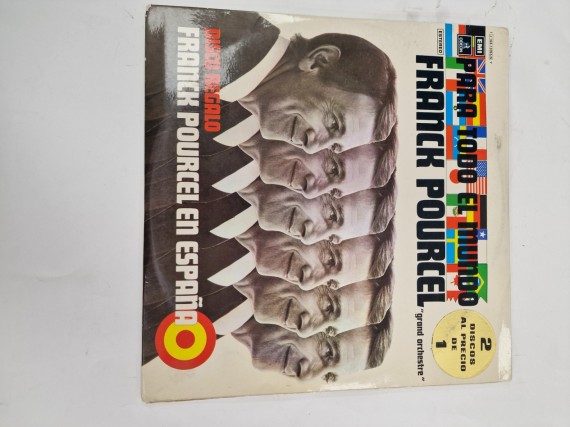 EMI
ODEON
ESTEREO
PARA TODO EL MUNDO
FRANCK POURCEL
"grand orchestre"
2
DISCOS
AL PRECIO
DE
1
DISCO REGALO
FRANCK POURCEL EN ESPAÑA